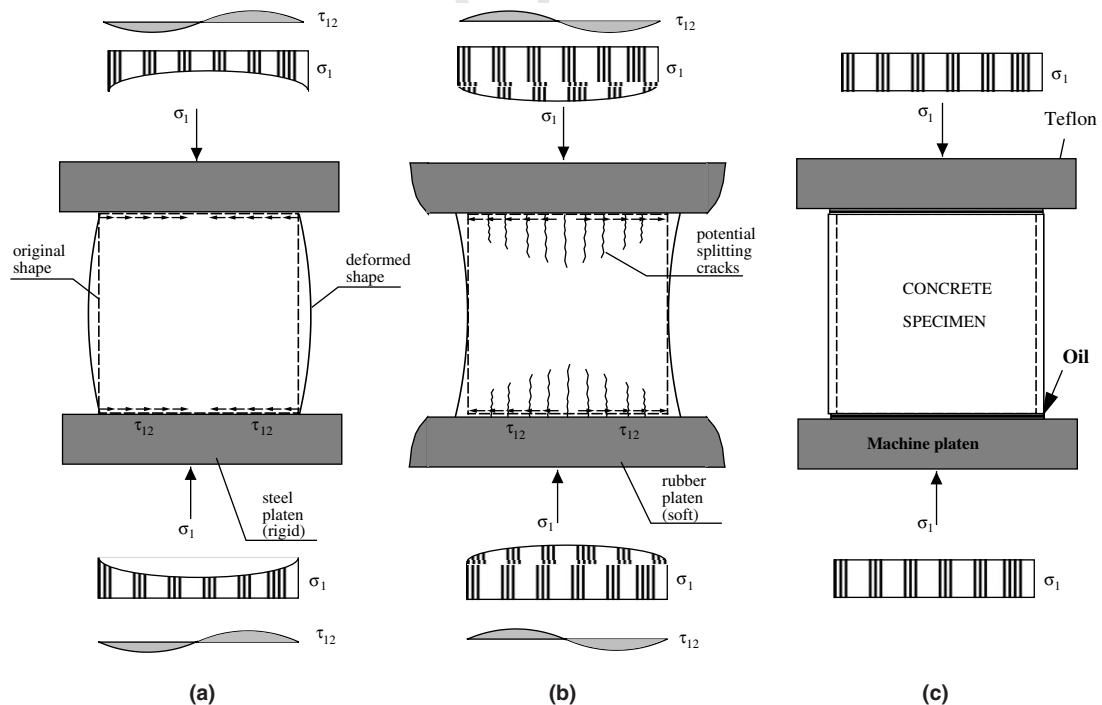 τ12
σ1
σ1
original
shape
deformed
shape
τ12
τ12
steel
platen
(rigid)
σ1
σ1
τ12
(a)
τ12
σ1
σ1
potential
splitting
cracks
τ12
τ12
rubber
platen
(soft)
σ1
σ1
τ12
(b)
σ1
σ1
Teflon
CONCRETE
SPECIMEN
Oil
Machine platen
σ1
σ1
(c)